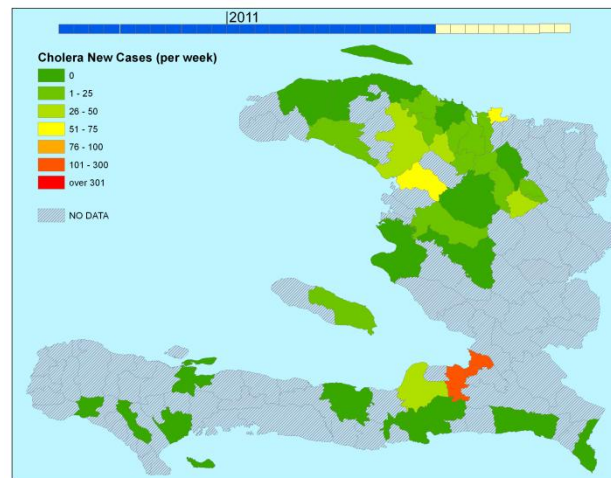 |2011
Cholera New Cases (per week)
0
1 - 25
26 - 50
51 - 75
76 - 100
101 - 300
over 301
NO DATA